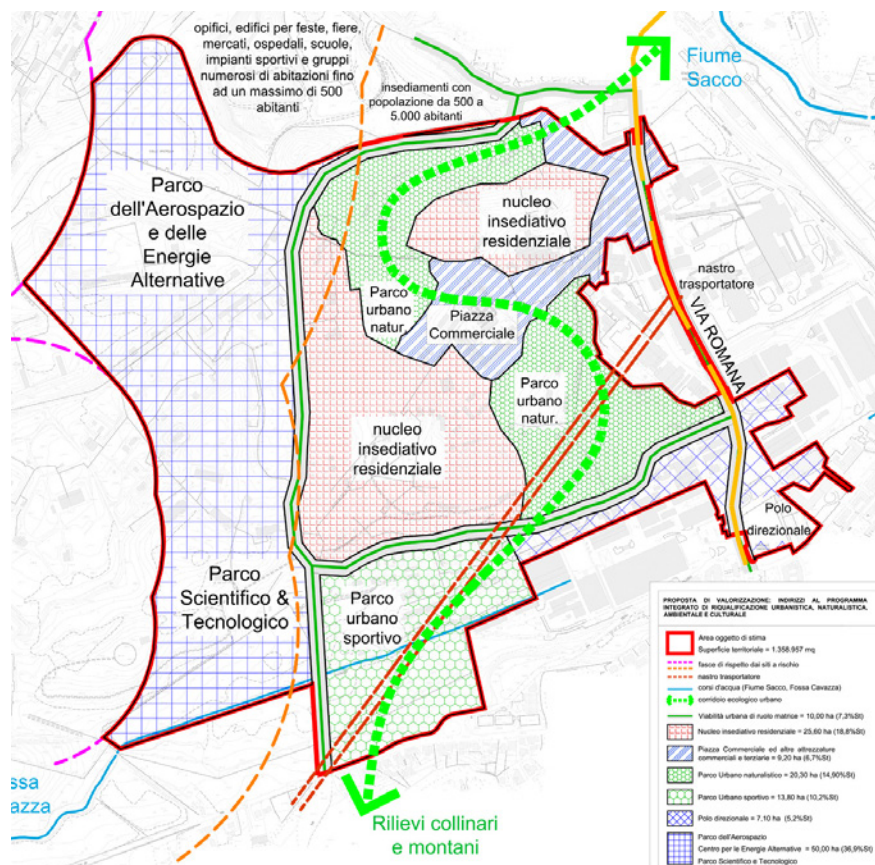 opifici, edifici per feste, fiere,
mercati, ospedali, scuole,
impianti sportivi e gruppi
numerosi di abitazioni fino
ad un massimo di 500
abitanti
insediamenti con
popolazione da 500 a
5.000 abitanti
Fiume
Sacco
Parco
dell'Aerospazio
e delle
Energie
Alternative
nucleo
insediativo
residenziale
nastro
trasportatore
VIA ROMANA
Parco
urbano
natur.
Piazza
Commerciale
Parco
urbano
natur.
nucleo
insediativo
residenziale
Polo
direzionale
Parco
Scientifico &
Tecnologico
Parco
urbano
sportivo
ssa
azza
Rilievi collinari
e montani
PROPOSTA DI VALORIZZAZIONE: INDIRIZZI AL PROGRAMMA
INTEGRATO DI RIQUALIFICAZIONE URBANISTICA, NATURALISTICA,
AMBIENTALE E CULTURALE
Area oggetto di stima
Superficie territoriale = 1.358.957 mq
fasce di rispetto dai siti a rischio
nastro trasportatore
corsi d'acqua (Fiume Sacco, Fossa Cavazza)
corridoio ecologico urbano
Viabilità urbana di ruolo matrice = 10,00 ha (7,3%St)
Nucleo insediativo residenziale = 25,60 ha (18,8%St)
Piazza Commerciale ed altre attrezzature
commerciali e terziarie = 9,20 ha (6,7%St)
Parco Urbano naturalistico = 20,30 ha (14,90%St)
Parco Urbano sportivo = 13,80 ha (10,2%St)
Polo direzionale = 7,10 ha (5,2%St)
Parco dell'Aerospazio
Centro per le Energie Alternative = 50,00 ha (36,9%St)
Parco Scientifico e Tecnologico